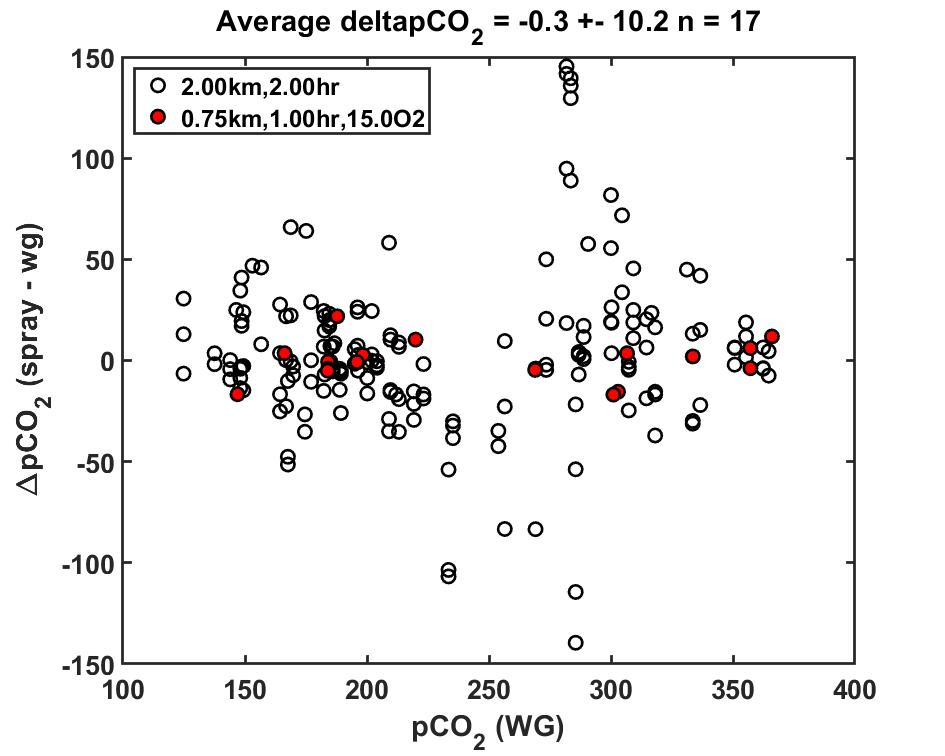 Average deltapCO2 = -0.3 +- 10.2 n = 17
2.00km,2.00hr
0.75km,1.00hr,15.0O2
150
100
50
0
-50
-100
-150
ΔpCO2 (spray - wg)
100 150 200 250 300 350 400
pCO2 (WG)